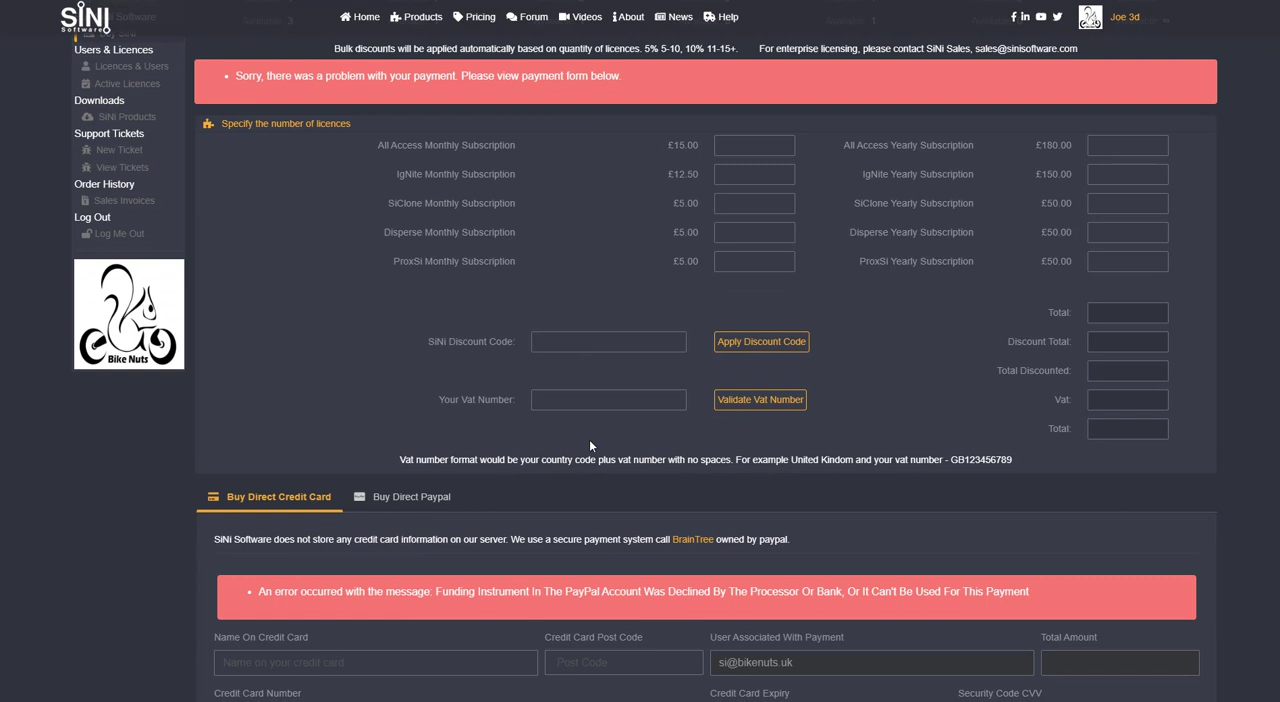 SiNi Software
Home Products Pricing Forum Videos About News Help Joe 3d
Available: 3
Bulk discounts will be applied automatically based on quantity of licences. 5% 5-10, 10% 11-15+. For enterprise licensing, please contact SiNi Sales, sales@sinisoftware.com
Users & Licences
Licences & Users
Active Licences
Downloads
SiNi Products
Support Tickets
New Ticket
View Tickets
Order History
Sales Invoices
Log Out
Log Me Out
Bike Nuts
Sorry, there was a problem with your payment. Please view payment form below.
Specify the number of licences
All Access Monthly Subscription £15.00 All Access Yearly Subscription £180.00
IgNite Monthly Subscription £12.50 IgNite Yearly Subscription £150.00
SiClone Monthly Subscription £5.00 SiClone Yearly Subscription £50.00
Disperse Monthly Subscription £5.00 Disperse Yearly Subscription £50.00
ProxSi Monthly Subscription £5.00 ProxSi Yearly Subscription £50.00
Total:
SiNi Discount Code: Apply Discount Code Discount Total:
Total Discounted:
Your Vat Number: Validate Vat Number Vat:
Total:
Vat number format would be your country code plus vat number with no spaces. For example United Kindom and your vat number - GB123456789
Buy Direct Credit Card Buy Direct Paypal
SiNi Software does not store any credit card information on our server. We use a secure payment system call BrainTree owned by paypal.
An error occurred with the message: Funding Instrument In The PayPal Account Was Declined By The Processor Or Bank, Or It Can't Be Used For This Payment
Name On Credit Card Credit Card Post Code User Associated With Payment Total Amount
Name on your credit card Post Code si@bikenuts.uk
Credit Card Number Credit Card Expiry Security Code CVV